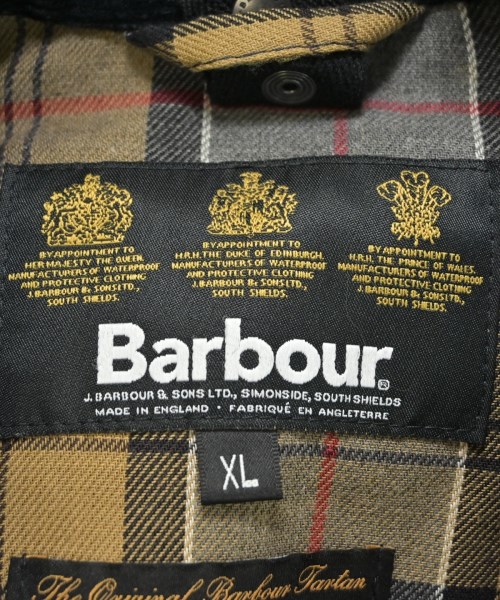 BY APPOINTMENT TO
HER MAJESTY THE QUEEN
MANUFACTURERS OF WATERPROOF
AND PROTECTIVE CLOTHING
J. BARBOUR & SONS LTD.,
SOUTH SHIELDS.
BY APPOINTMENT TO
H.R.H. THE DUKE OF EDINBURGH.
MANUFACTURERS OF WATERPROOF
AND PROTECTIVE CLOTHING
J. BARBOUR & SONS LTD.,
SOUTH SHIELDS.
BY APPOINTMENT TO
H.R.H. THE PRINCE OF WALES.
MANUFACTURERS OF WATERPROOF
AND PROTECTIVE CLOTHING
J. BARBOUR & SONS LTD.,
SOUTH SHIELDS.
Barbour®
J. BARBOUR & SONS LTD., SIMONSIDE, SOUTH SHIELDS
MADE IN ENGLAND · FABRIQUÉ EN ANGLETERRE
XL
The Original Barbour Tartan